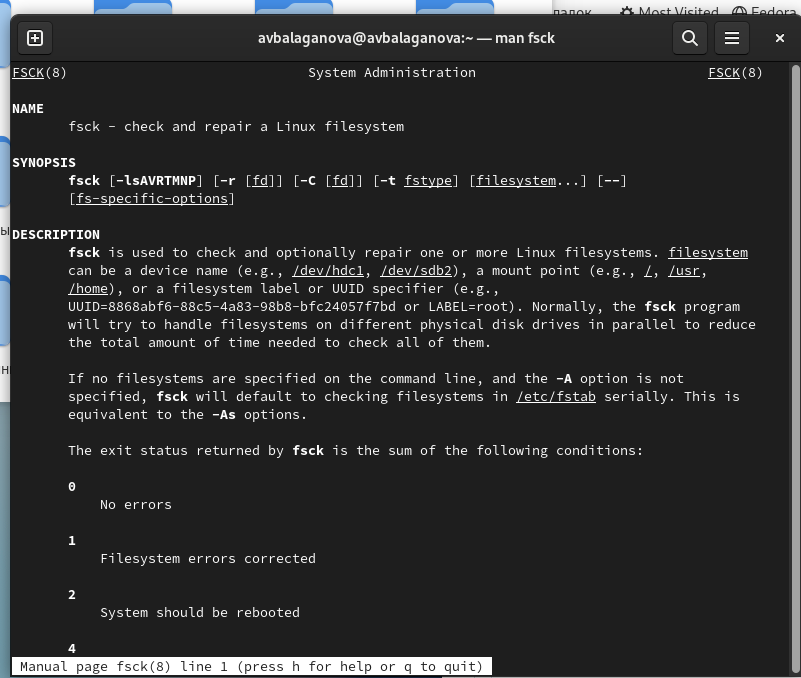 ладок
Most Visited
Fedora
avbalaganova@avbalaganova:~ — man fsck
FSCK(8) System Administration FSCK(8)
NAME
fsck - check and repair a Linux filesystem
SYNOPSIS
fsck [-lsAVRTMNP] [-r [fd]] [-C [fd]] [-t fstype] [filesystem...] [--]
[fs-specific-options]
DESCRIPTION
fsck is used to check and optionally repair one or more Linux filesystems. filesystem
can be a device name (e.g., /dev/hdc1, /dev/sdb2), a mount point (e.g., /, /usr,
/home), or a filesystem label or UUID specifier (e.g.,
UUID=8868abf6-88c5-4a83-98b8-bfc24057f7bd or LABEL=root). Normally, the fsck program
will try to handle filesystems on different physical disk drives in parallel to reduce
the total amount of time needed to check all of them.
If no filesystems are specified on the command line, and the -A option is not
specified, fsck will default to checking filesystems in /etc/fstab serially. This is
equivalent to the -As options.
The exit status returned by fsck is the sum of the following conditions:
0
No errors
1
Filesystem errors corrected
2
System should be rebooted
4
Manual page fsck(8) line 1 (press h for help or q to quit)